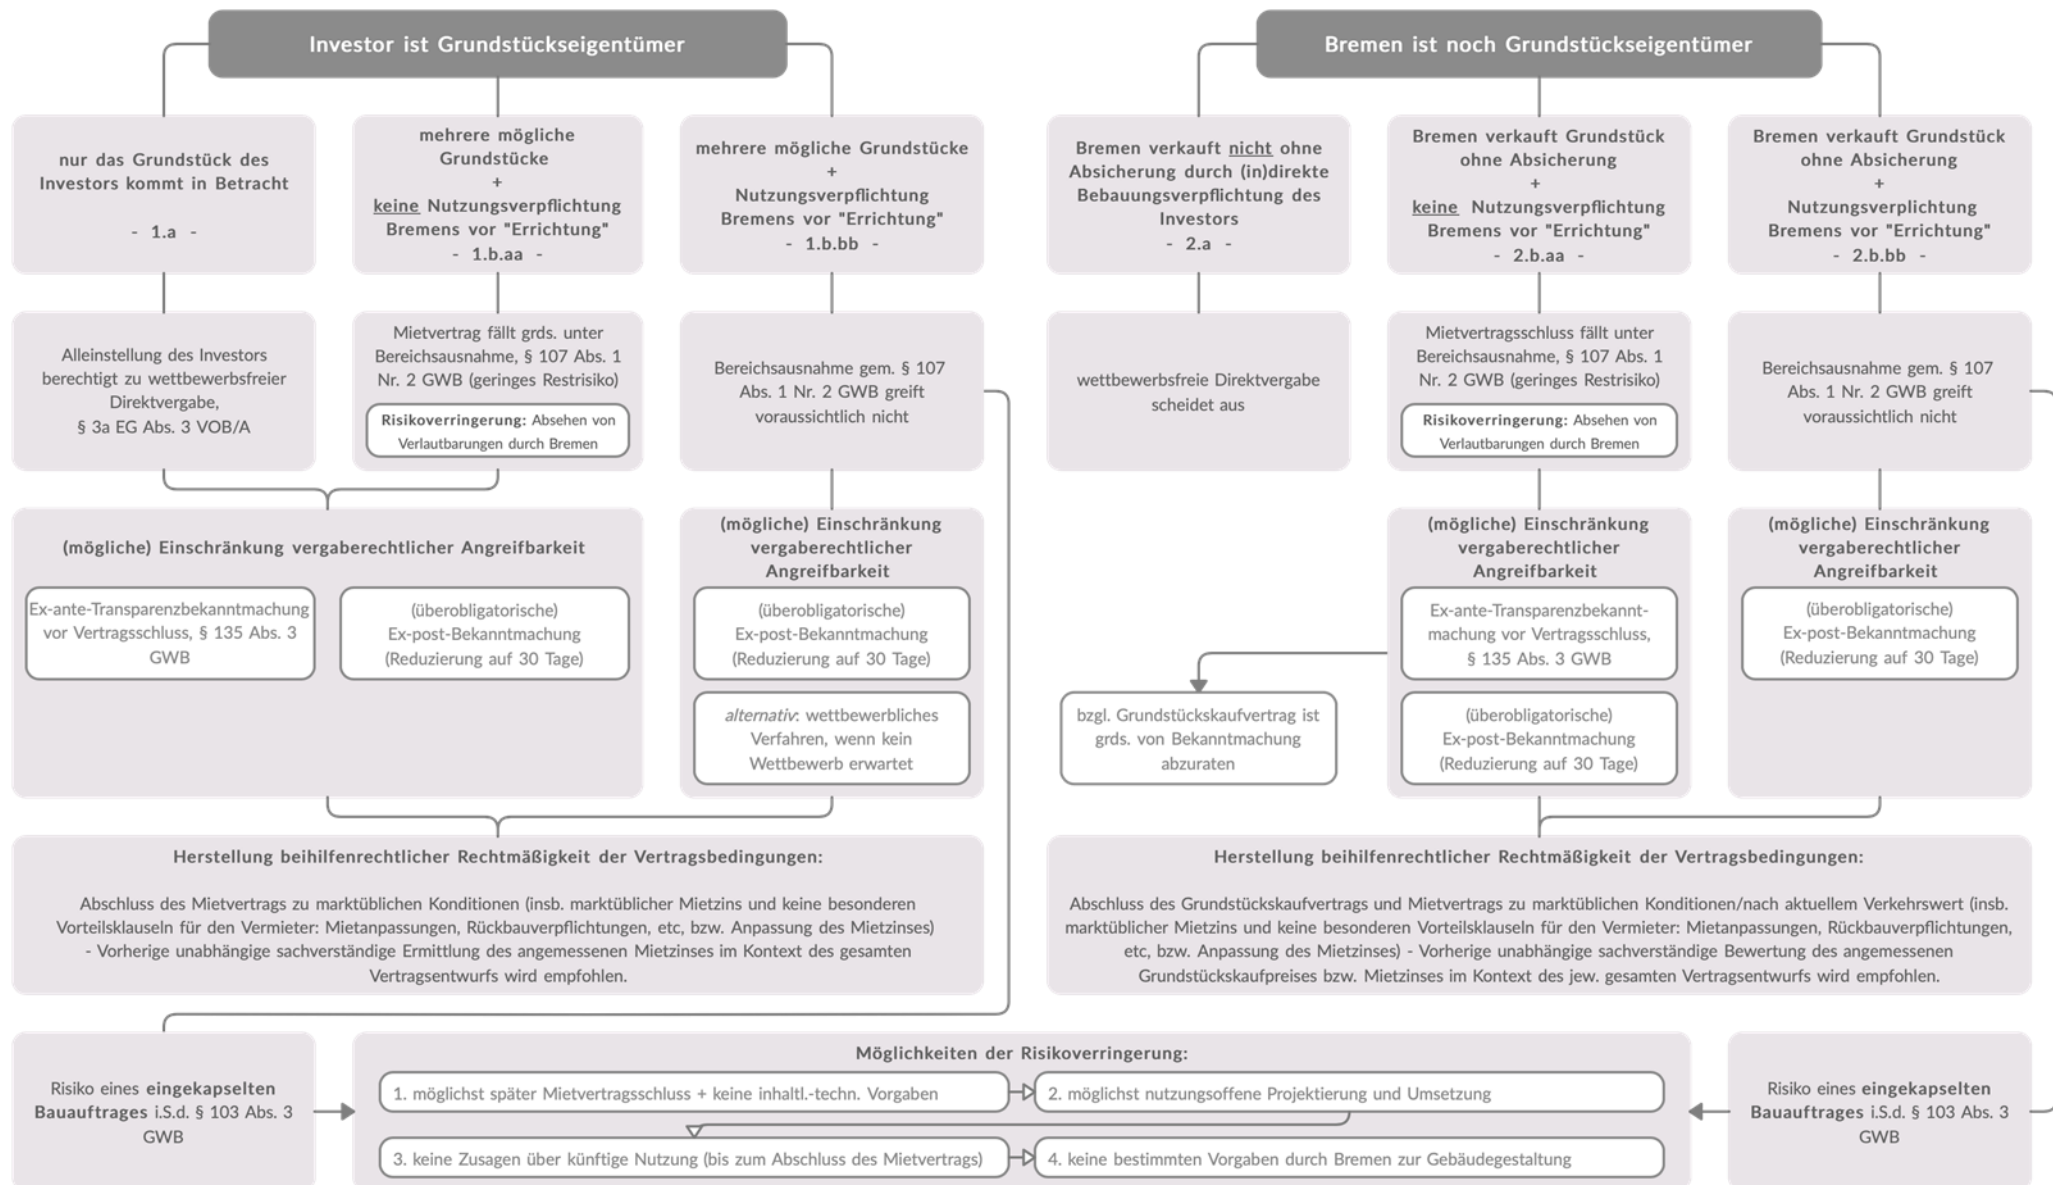 Investor ist Grundstückseigentümer
nur das Grundstück des
Investors kommt in Betracht
- 1.a -
mehrere mögliche
Grundstücke
+
keine Nutzungsverpflichtung
Bremens vor "Errichtung"
- 1.b.aa -
mehrere mögliche Grundstücke
+
Nutzungsverpflichtung
Bremens vor "Errichtung"
- 1.b.bb -
Alleinstellung des Investors
berechtigt zu wettbewerbsfreier
Direktvergabe,
§ 3a EG Abs. 3 VOB/A
Mietvertrag fällt grds. unter
Bereichsausnahme, § 107 Abs. 1
Nr. 2 GWB (geringes Restrisiko)
Risikoverringerung: Absehen von
Verlautbarungen durch Bremen
Bereichsausnahme gem. § 107
Abs. 1 Nr. 2 GWB greift
voraussichtlich nicht
(mögliche) Einschränkung vergaberechtlicher Angreifbarkeit
Ex-ante-Transparenzbekanntmachung
vor Vertragsschluss, § 135 Abs. 3
GWB
(überobligatorische)
Ex-post-Bekanntmachung
(Reduzierung auf 30 Tage)
(mögliche) Einschränkung
vergaberechtlicher
Angreifbarkeit
(überobligatorische)
Ex-post-Bekanntmachung
(Reduzierung auf 30 Tage)
alternativ: wettbewerbliches
Verfahren, wenn kein
Wettbewerb erwartet
Herstellung beihilfenrechtlicher Rechtmäßigkeit der Vertragsbedingungen:
Abschluss des Mietvertrags zu marktüblichen Konditionen (insb. marktüblicher Mietzins und keine besonderen
Vorteilsklauseln für den Vermieter: Mietanpassungen, Rückbauverpflichtungen, etc, bzw. Anpassung des Mietzinses)
- Vorherige unabhängige sachverständige Ermittlung des angemessenen Mietzinses im Kontext des gesamten
Vertragsentwurfs wird empfohlen.
Bremen ist noch Grundstückseigentümer
Bremen verkauft nicht ohne
Absicherung durch (in)direkte
Bebauungsverpflichtung des
Investors
- 2.a -
Bremen verkauft Grundstück
ohne Absicherung
+
keine Nutzungsverpflichtung
Bremens vor "Errichtung"
- 2.b.aa -
Bremen verkauft Grundstück
ohne Absicherung
+
Nutzungsverplichtung
Bremens vor "Errichtung"
- 2.b.bb -
wettbewerbsfreie Direktvergabe
scheidet aus
Mietvertragsschluss fällt unter
Bereichsausnahme, § 107 Abs. 1
Nr. 2 GWB (geringes Restrisiko)
Risikoverringerung: Absehen von
Verlautbarungen durch Bremen
Bereichsausnahme gem. § 107
Abs. 1 Nr. 2 GWB greift
voraussichtlich nicht
(mögliche) Einschränkung
vergaberechtlicher
Angreifbarkeit
Ex-ante-Transparenzbekannt-
machung vor Vertragsschluss,
§ 135 Abs. 3 GWB
(überobligatorische)
Ex-post-Bekanntmachung
(Reduzierung auf 30 Tage)
bzgl. Grundstückskaufvertrag ist
grds. von Bekanntmachung
abzuraten
(mögliche) Einschränkung
vergaberechtlicher
Angreifbarkeit
(überobligatorische)
Ex-post-Bekanntmachung
(Reduzierung auf 30 Tage)
Herstellung beihilfenrechtlicher Rechtmäßigkeit der Vertragsbedingungen:
Abschluss des Grundstückskaufvertrags und Mietvertrags zu marktüblichen Konditionen/nach aktuellem Verkehrswert (insb.
marktüblicher Mietzins und keine besonderen Vorteilsklauseln für den Vermieter: Mietanpassungen, Rückbauverpflichtungen,
etc, bzw. Anpassung des Mietzinses) - Vorherige unabhängige sachverständige Bewertung des angemessenen
Grundstückskaufpreises bzw. Mietzinses im Kontext des jew. gesamten Vertragsentwurfs wird empfohlen.
Risiko eines eingekapselten
Bauauftrages i.S.d. § 103 Abs. 3
GWB
Möglichkeiten der Risikoverringerung:
1. möglichst später Mietvertragsschluss + keine inhaltl.-techn. Vorgaben
2. möglichst nutzungsoffene Projektierung und Umsetzung
3. keine Zusagen über künftige Nutzung (bis zum Abschluss des Mietvertrags)
4. keine bestimmten Vorgaben durch Bremen zur Gebäudegestaltung
Risiko eines eingekapselten
Bauauftrages i.S.d. § 103 Abs. 3
GWB